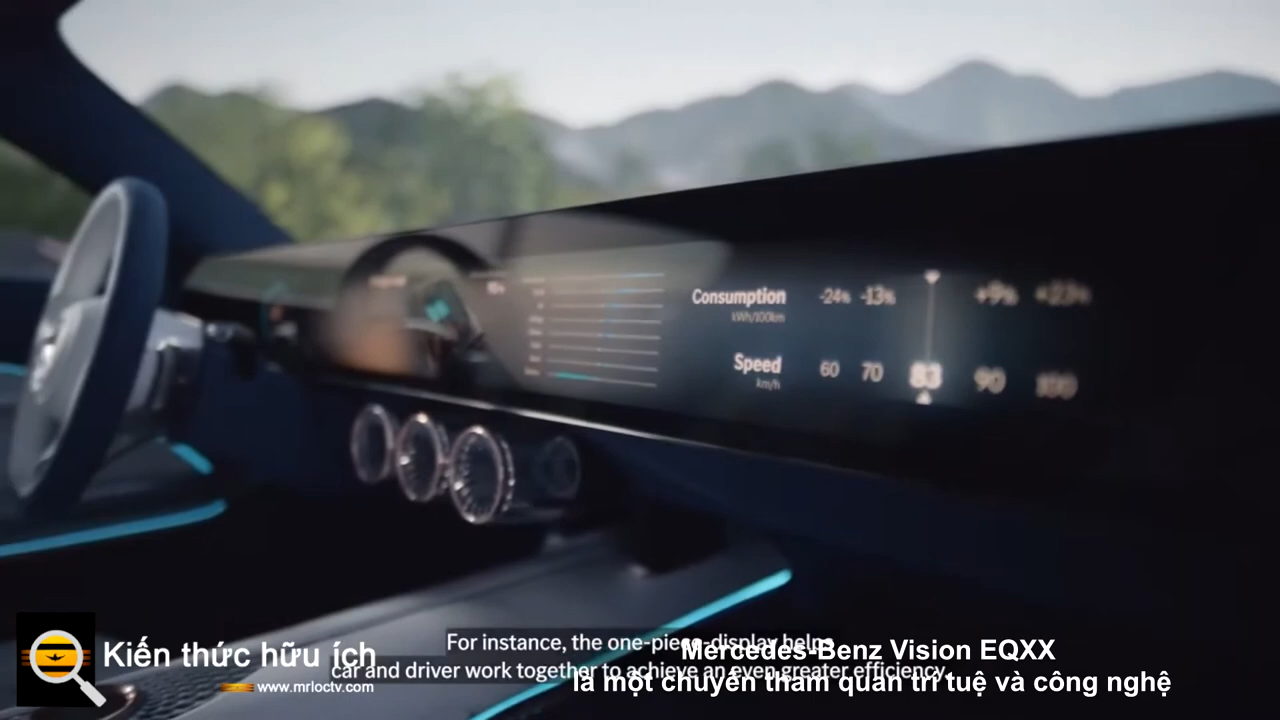 Consumption -24% -13% +9% +23%
kWh/100km
Speed 60 70 83 90 100
km/h
For instance, the one-piece display helps
car and driver work together to achieve an even greater efficiency.
Mercedes-Benz Vision EQXX
là một chuyến thăm quan trí tuệ và công nghệ
Kiến thức hữu ích
www.mrloctv.com